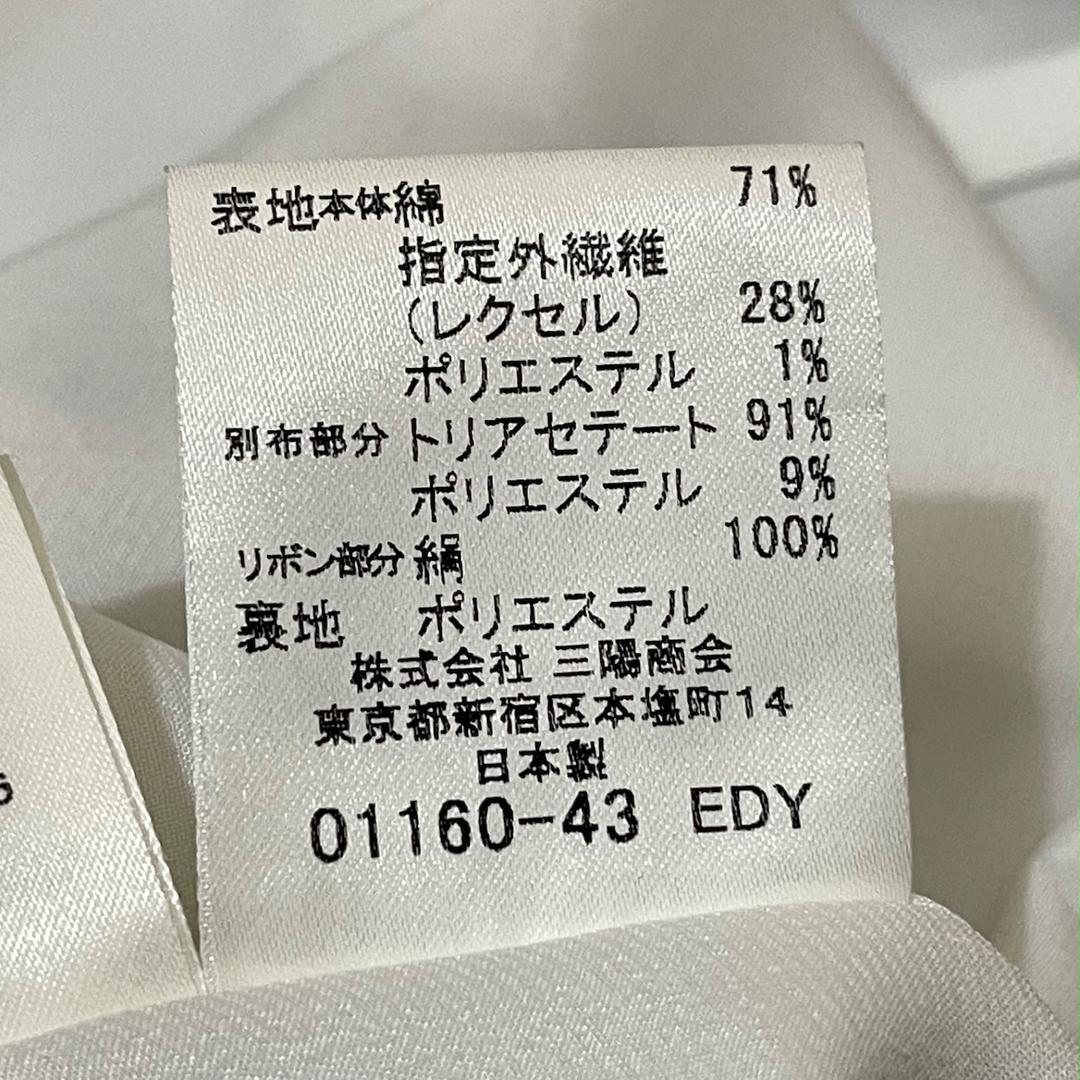 表地本体綿 71%
指定外繊維
(レクセル) 28%
ポリエステル 1%
別布部分 トリアセテート 91%
ポリエステル 9%
リボン部分 絹 100%
裏地 ポリエステル
株式会社 三陽商会
東京都新宿区本塩町14
日本製
01160-43 EDY